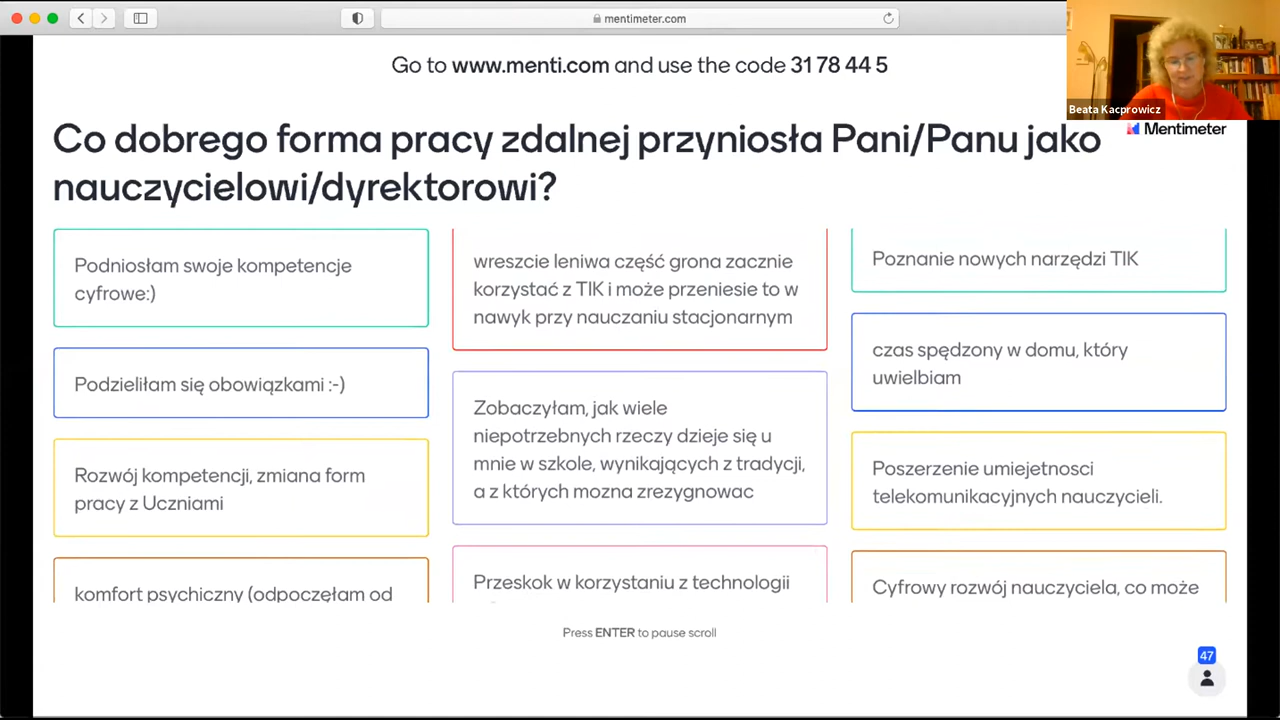 mentimeter.com
Go to www.menti.com and use the code 31 78 44 5
Beata Kacprowicz
Mentimeter
Co dobrego forma pracy zdalnej przyniosła Pani/Panu jako
nauczycielowi/dyrektorowi?
Podniosłam swoje kompetencje
cyfrowe:)
Podzieliłam się obowiązkami :-)
Rozwój kompetencji, zmiana form
pracy z Uczniami
komfort psychiczny (odpoczęłam od
wreszcie leniwa część grona zacznie
korzystać z TIK i może przeniesie to w
nawyk przy nauczaniu stacjonarnym
Zobaczyłam, jak wiele
niepotrzebnych rzeczy dzieje się u
mnie w szkole, wynikających z tradycji,
a z których mozna zrezygnowac
Przeskok w korzystaniu z technologii
Poznanie nowych narzędzi TIK
czas spędzony w domu, który
uwielbiam
Poszerzenie umiejetnosci
telekomunikacyjnych nauczycieli.
Cyfrowy rozwój nauczyciela, co może
Press ENTER to pause scroll
47